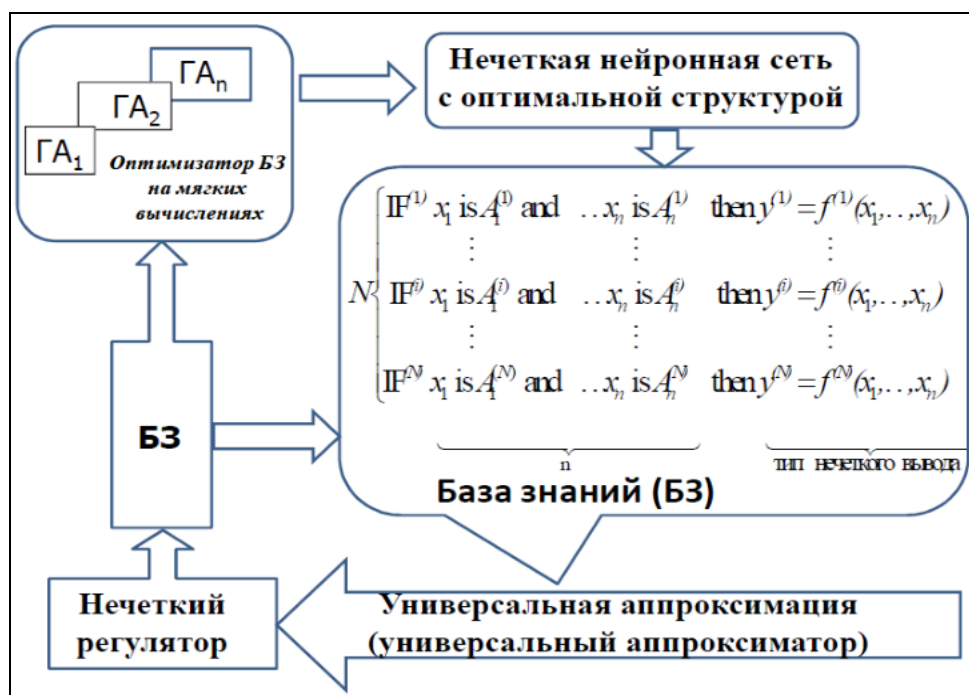 ГАn
ГА2
ГА1
Оптимизатор БЗ
на мягких
вычислениях
Нечеткая нейронная сеть
с оптимальной структурой
IF⁽¹⁾ x₁ is A₁⁽¹⁾ and …xₙ is Aₙ⁽¹⁾ then y⁽¹⁾ = f⁽¹⁾(x₁,..,xₙ)
⋮ ⋮ ⋮
N { IF⁽ⁱ⁾ x₁ is A₁⁽ⁱ⁾ and …xₙ is Aₙ⁽ⁱ⁾ then y⁽ⁱ⁾ = f⁽ⁱ⁾(x₁,..,xₙ)
⋮ ⋮ ⋮
IF⁽ᴺ⁾ x₁ is A₁⁽ᴺ⁾ and …xₙ is Aₙ⁽ᴺ⁾ then y⁽ᴺ⁾ = f⁽ᴺ⁾(x₁,..,xₙ)
n тип нечеткого вывода
База знаний (БЗ)
БЗ
Нечеткий
регулятор
Универсальная аппроксимация
(универсальный аппроксиматор)